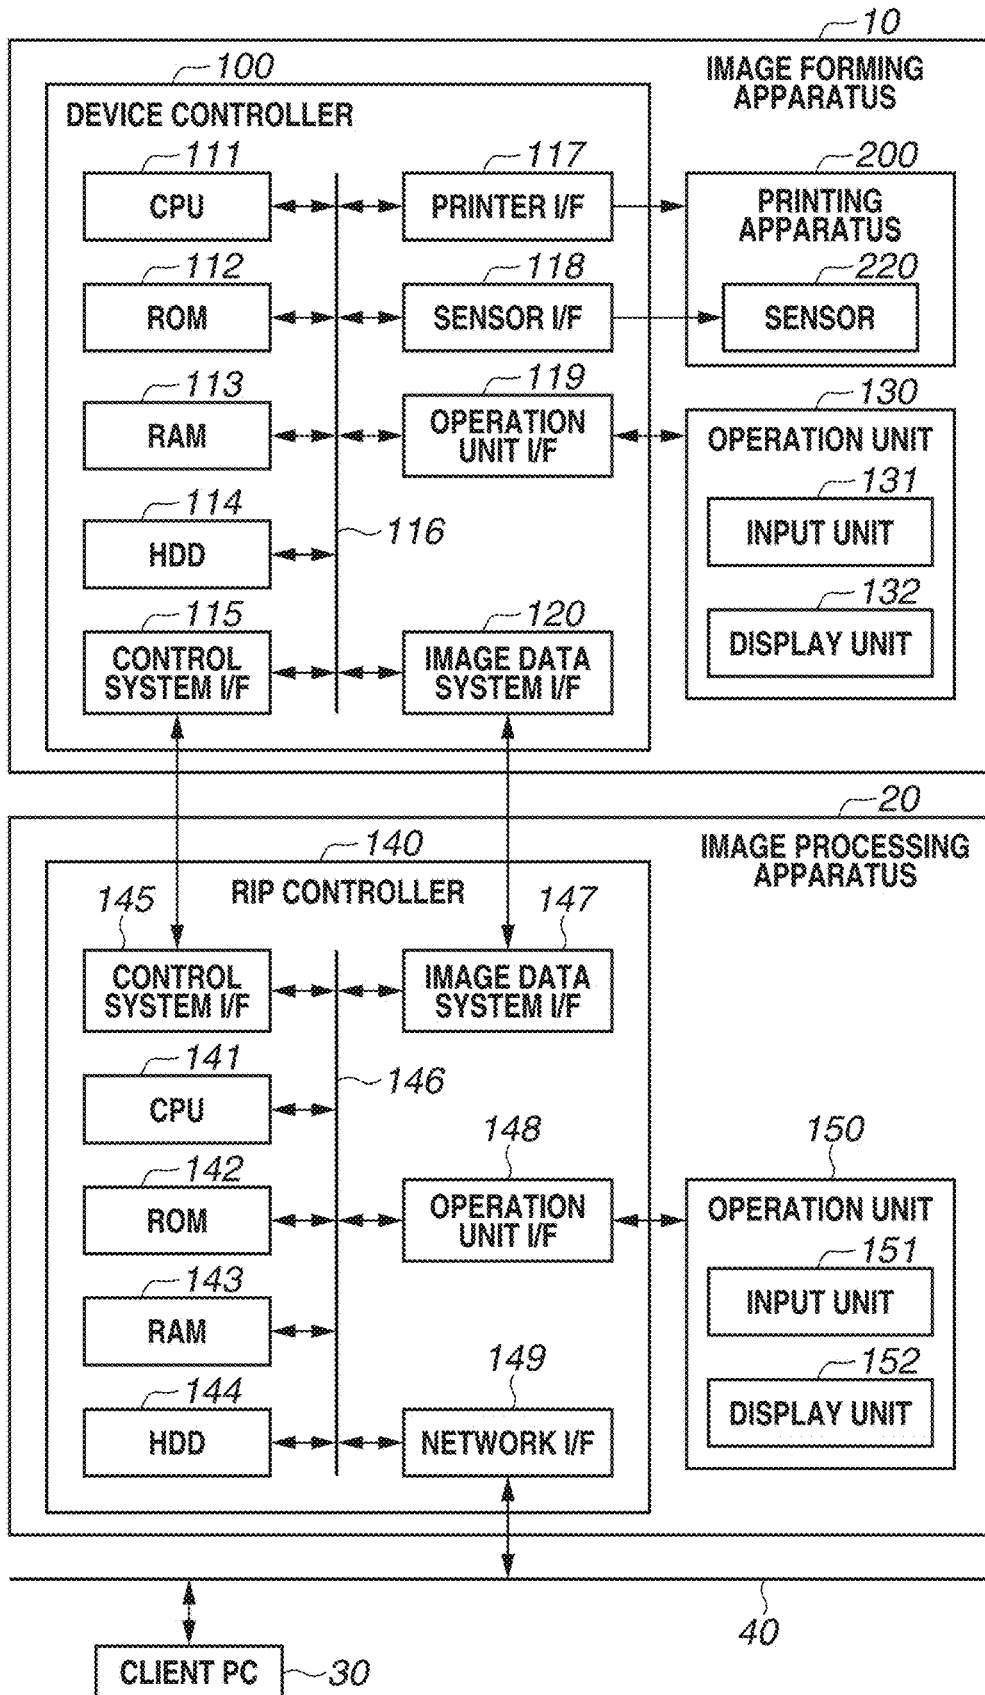 10
IMAGE FORMING
APPARATUS
100
DEVICE CONTROLLER
111
CPU
117
PRINTER I/F
200
PRINTING
APPARATUS
112
ROM
118
SENSOR I/F
220
SENSOR
113
RAM
119
OPERATION
UNIT I/F
130
OPERATION UNIT
131
INPUT UNIT
114
HDD
116
132
DISPLAY UNIT
115
CONTROL
SYSTEM I/F
120
IMAGE DATA
SYSTEM I/F
20
IMAGE PROCESSING
APPARATUS
140
RIP CONTROLLER
145
CONTROL
SYSTEM I/F
147
IMAGE DATA
SYSTEM I/F
141
CPU
146
142
ROM
148
OPERATION
UNIT I/F
150
OPERATION UNIT
151
INPUT UNIT
143
RAM
152
DISPLAY UNIT
144
HDD
149
NETWORK I/F
40
CLIENT PC
30